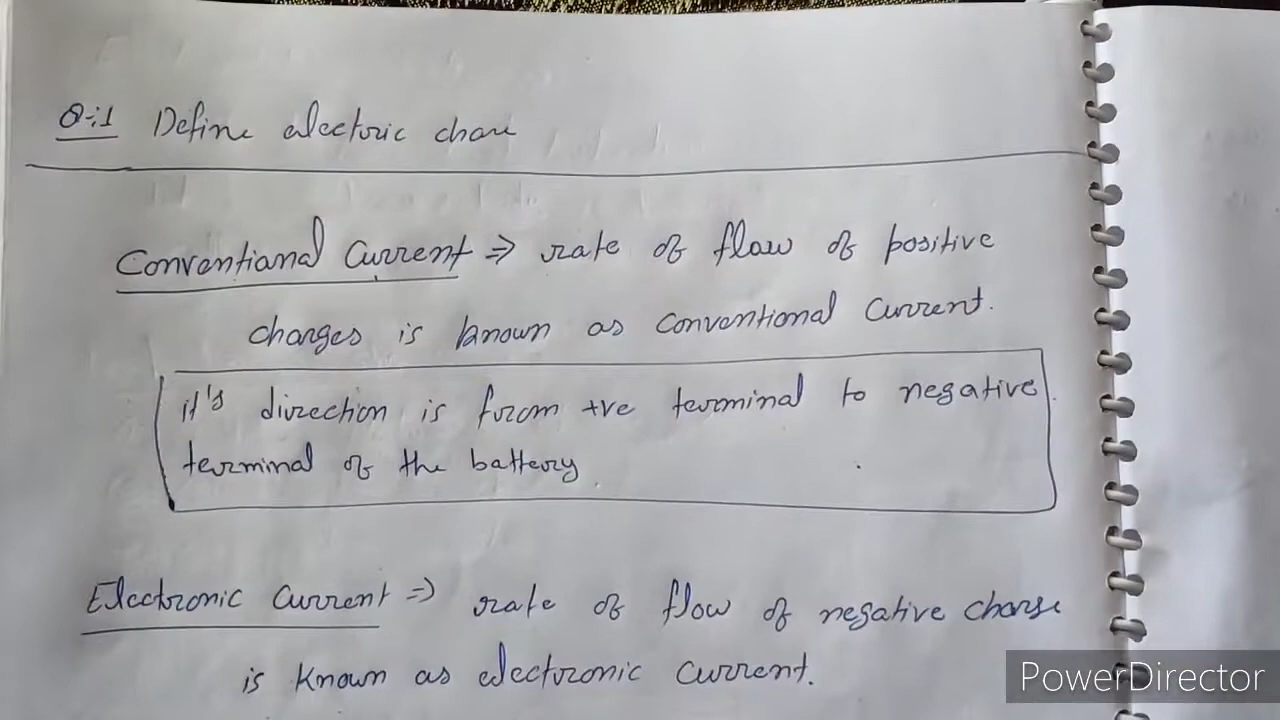 Q:1 Define electoric chare
Conventional Current ⇒ rate of flow of positive
charges is known as conventional current.
it's direction is from +ve terminal to negative.
terminal of the battery.
Electronic current ⇒ rate of flow of negative charge
is known as electronic current.
PowerDirector